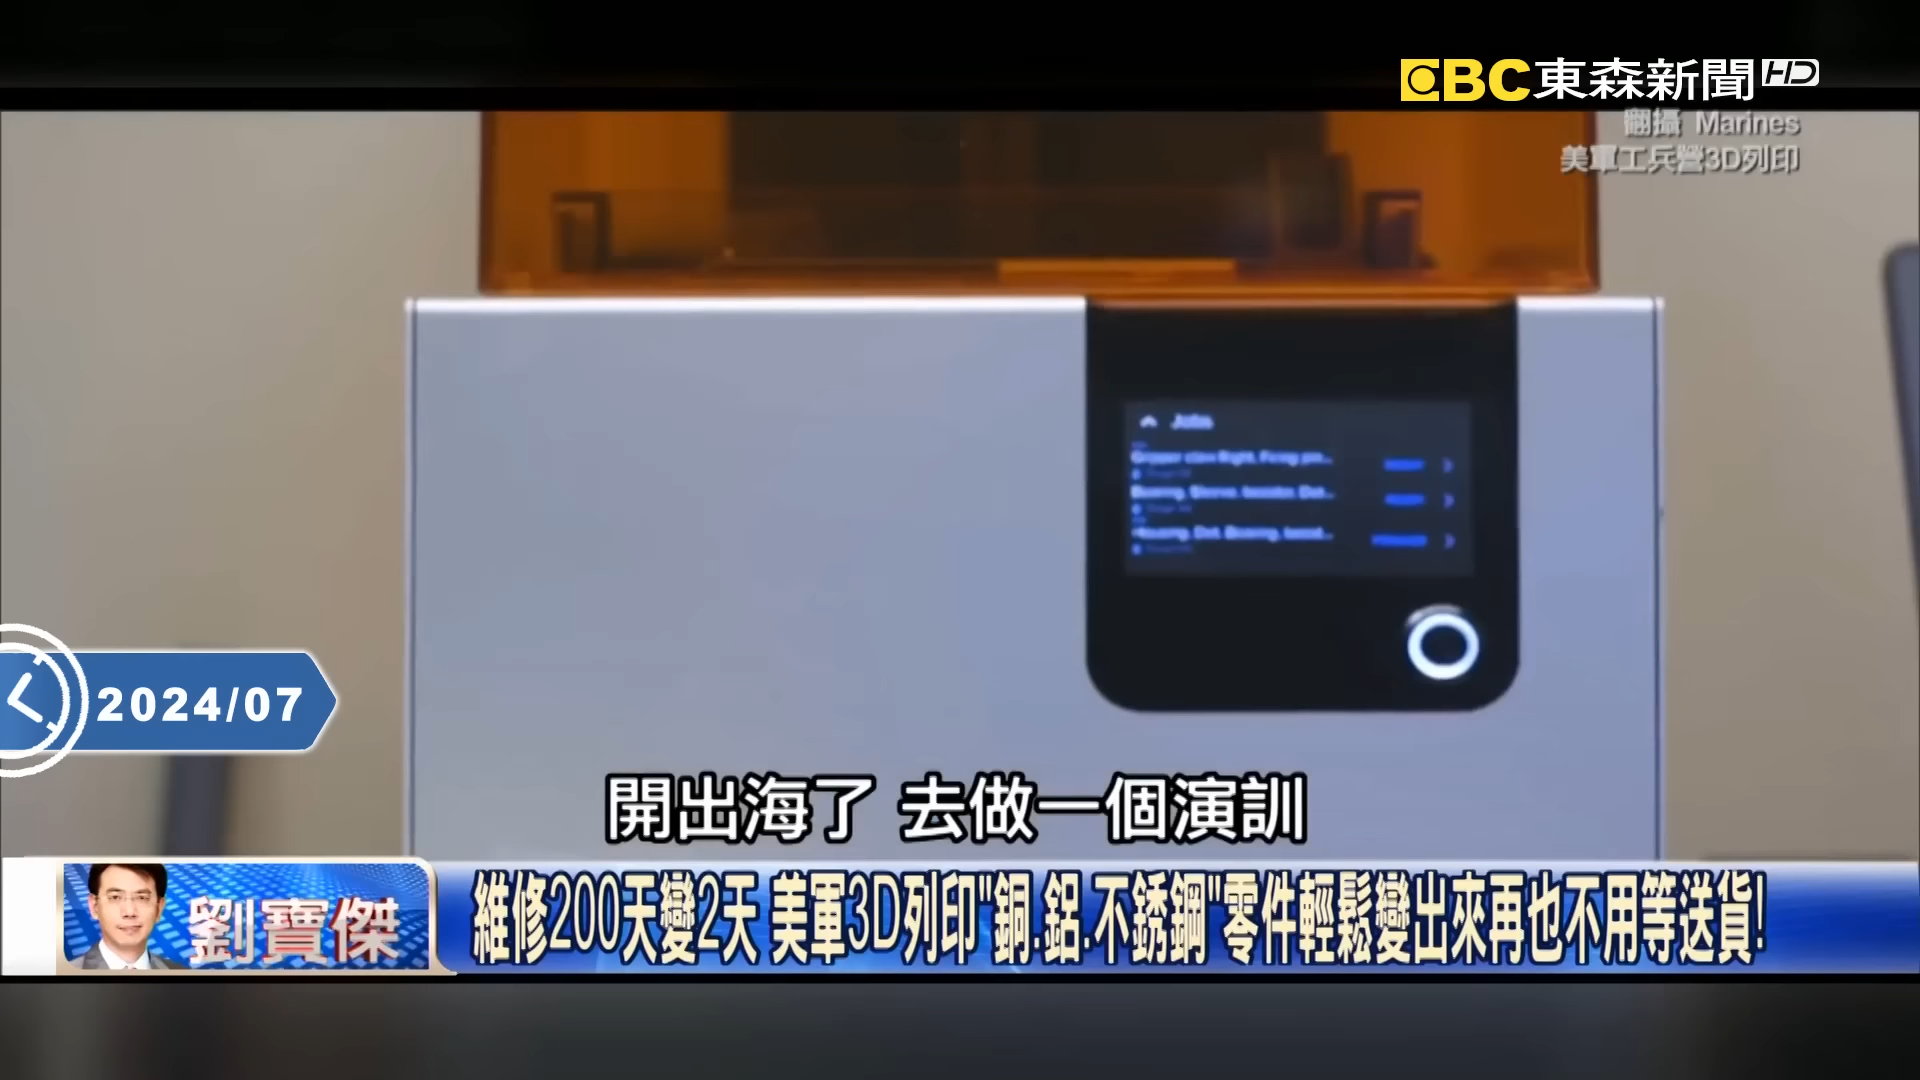 EBC東森新聞HD
翻攝 Marines
美軍工兵營3D列印
Jobs
2024/07
開出海了 去做一個演訓
劉寶傑
維修200天變2天 美軍3D列印"銅.鋁.不銹鋼"零件輕鬆變出來再也不用等送貨!